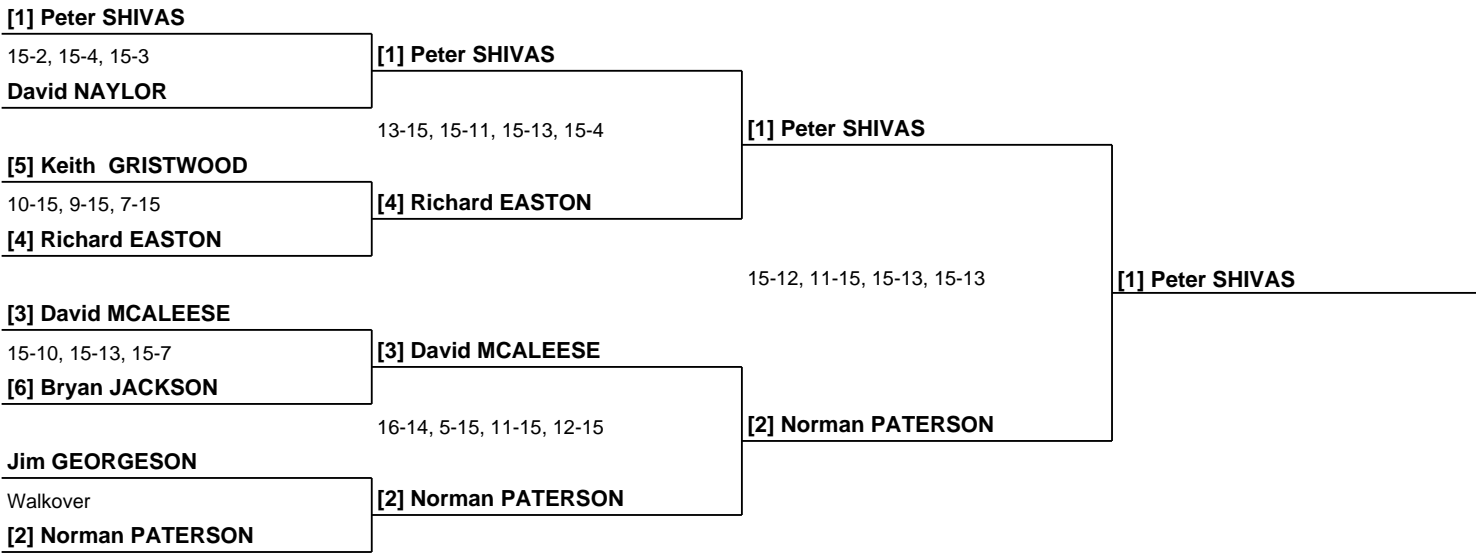 [1] Peter SHIVAS
15-2, 15-4, 15-3
David NAYLOR
[5] Keith  GRISTWOOD
10-15, 9-15, 7-15
[4] Richard EASTON
[3] David MCALEESE
15-10, 15-13, 15-7
[6] Bryan JACKSON
Jim GEORGESON
Walkover
[2] Norman PATERSON
[1] Peter SHIVAS
13-15, 15-11, 15-13, 15-4
[4] Richard EASTON
[3] David MCALEESE
16-14, 5-15, 11-15, 12-15
[2] Norman PATERSON
[1] Peter SHIVAS
15-12, 11-15, 15-13, 15-13
[2] Norman PATERSON
[1] Peter SHIVAS